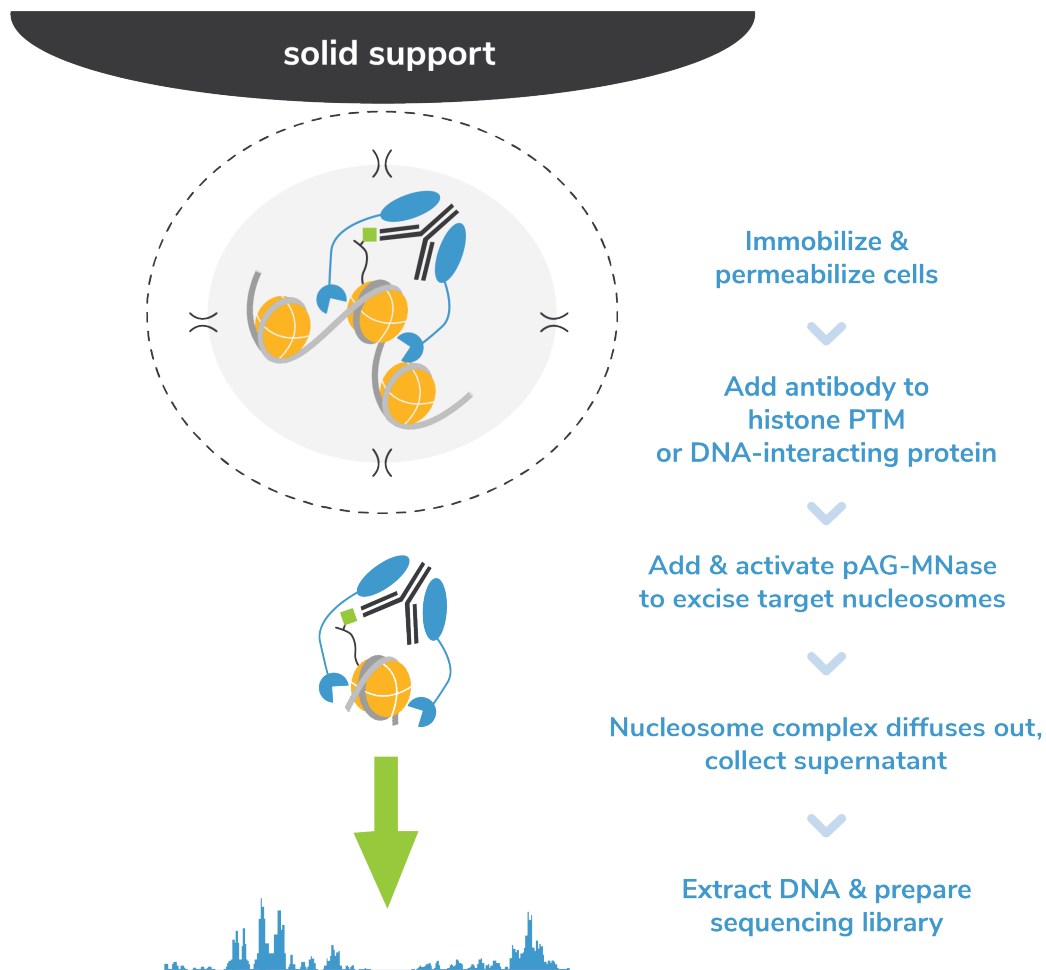 solid support
Immobilize &
permeabilize cells
Add antibody to
histone PTM
or DNA-interacting protein
Add & activate pAG-MNase
to excise target nucleosomes
Nucleosome complex diffuses out,
collect supernatant
Extract DNA & prepare
sequencing library